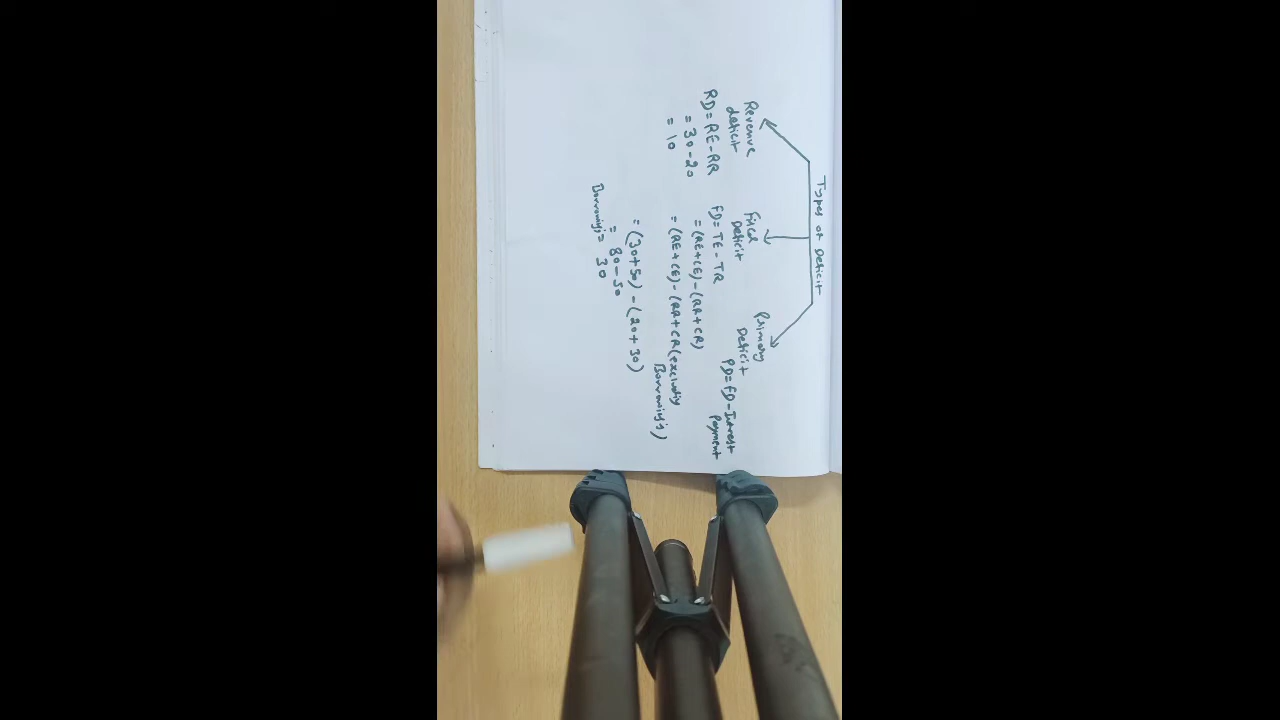 Types of Deficit
Revenue
deficit
RD = RE - RR
= 30 - 20
= 10
Fiscal
Deficit
FD = TE - TR
= (RE + CE) - (RR + CR)
= (RE + CE) - (RR + CR (excluding
Borrowing's)
= (30 + 50) - (20 + 30)
= 80 - 50
Borrowing's = 30
Primary
Deficit
PD = FD - Interest
Payment